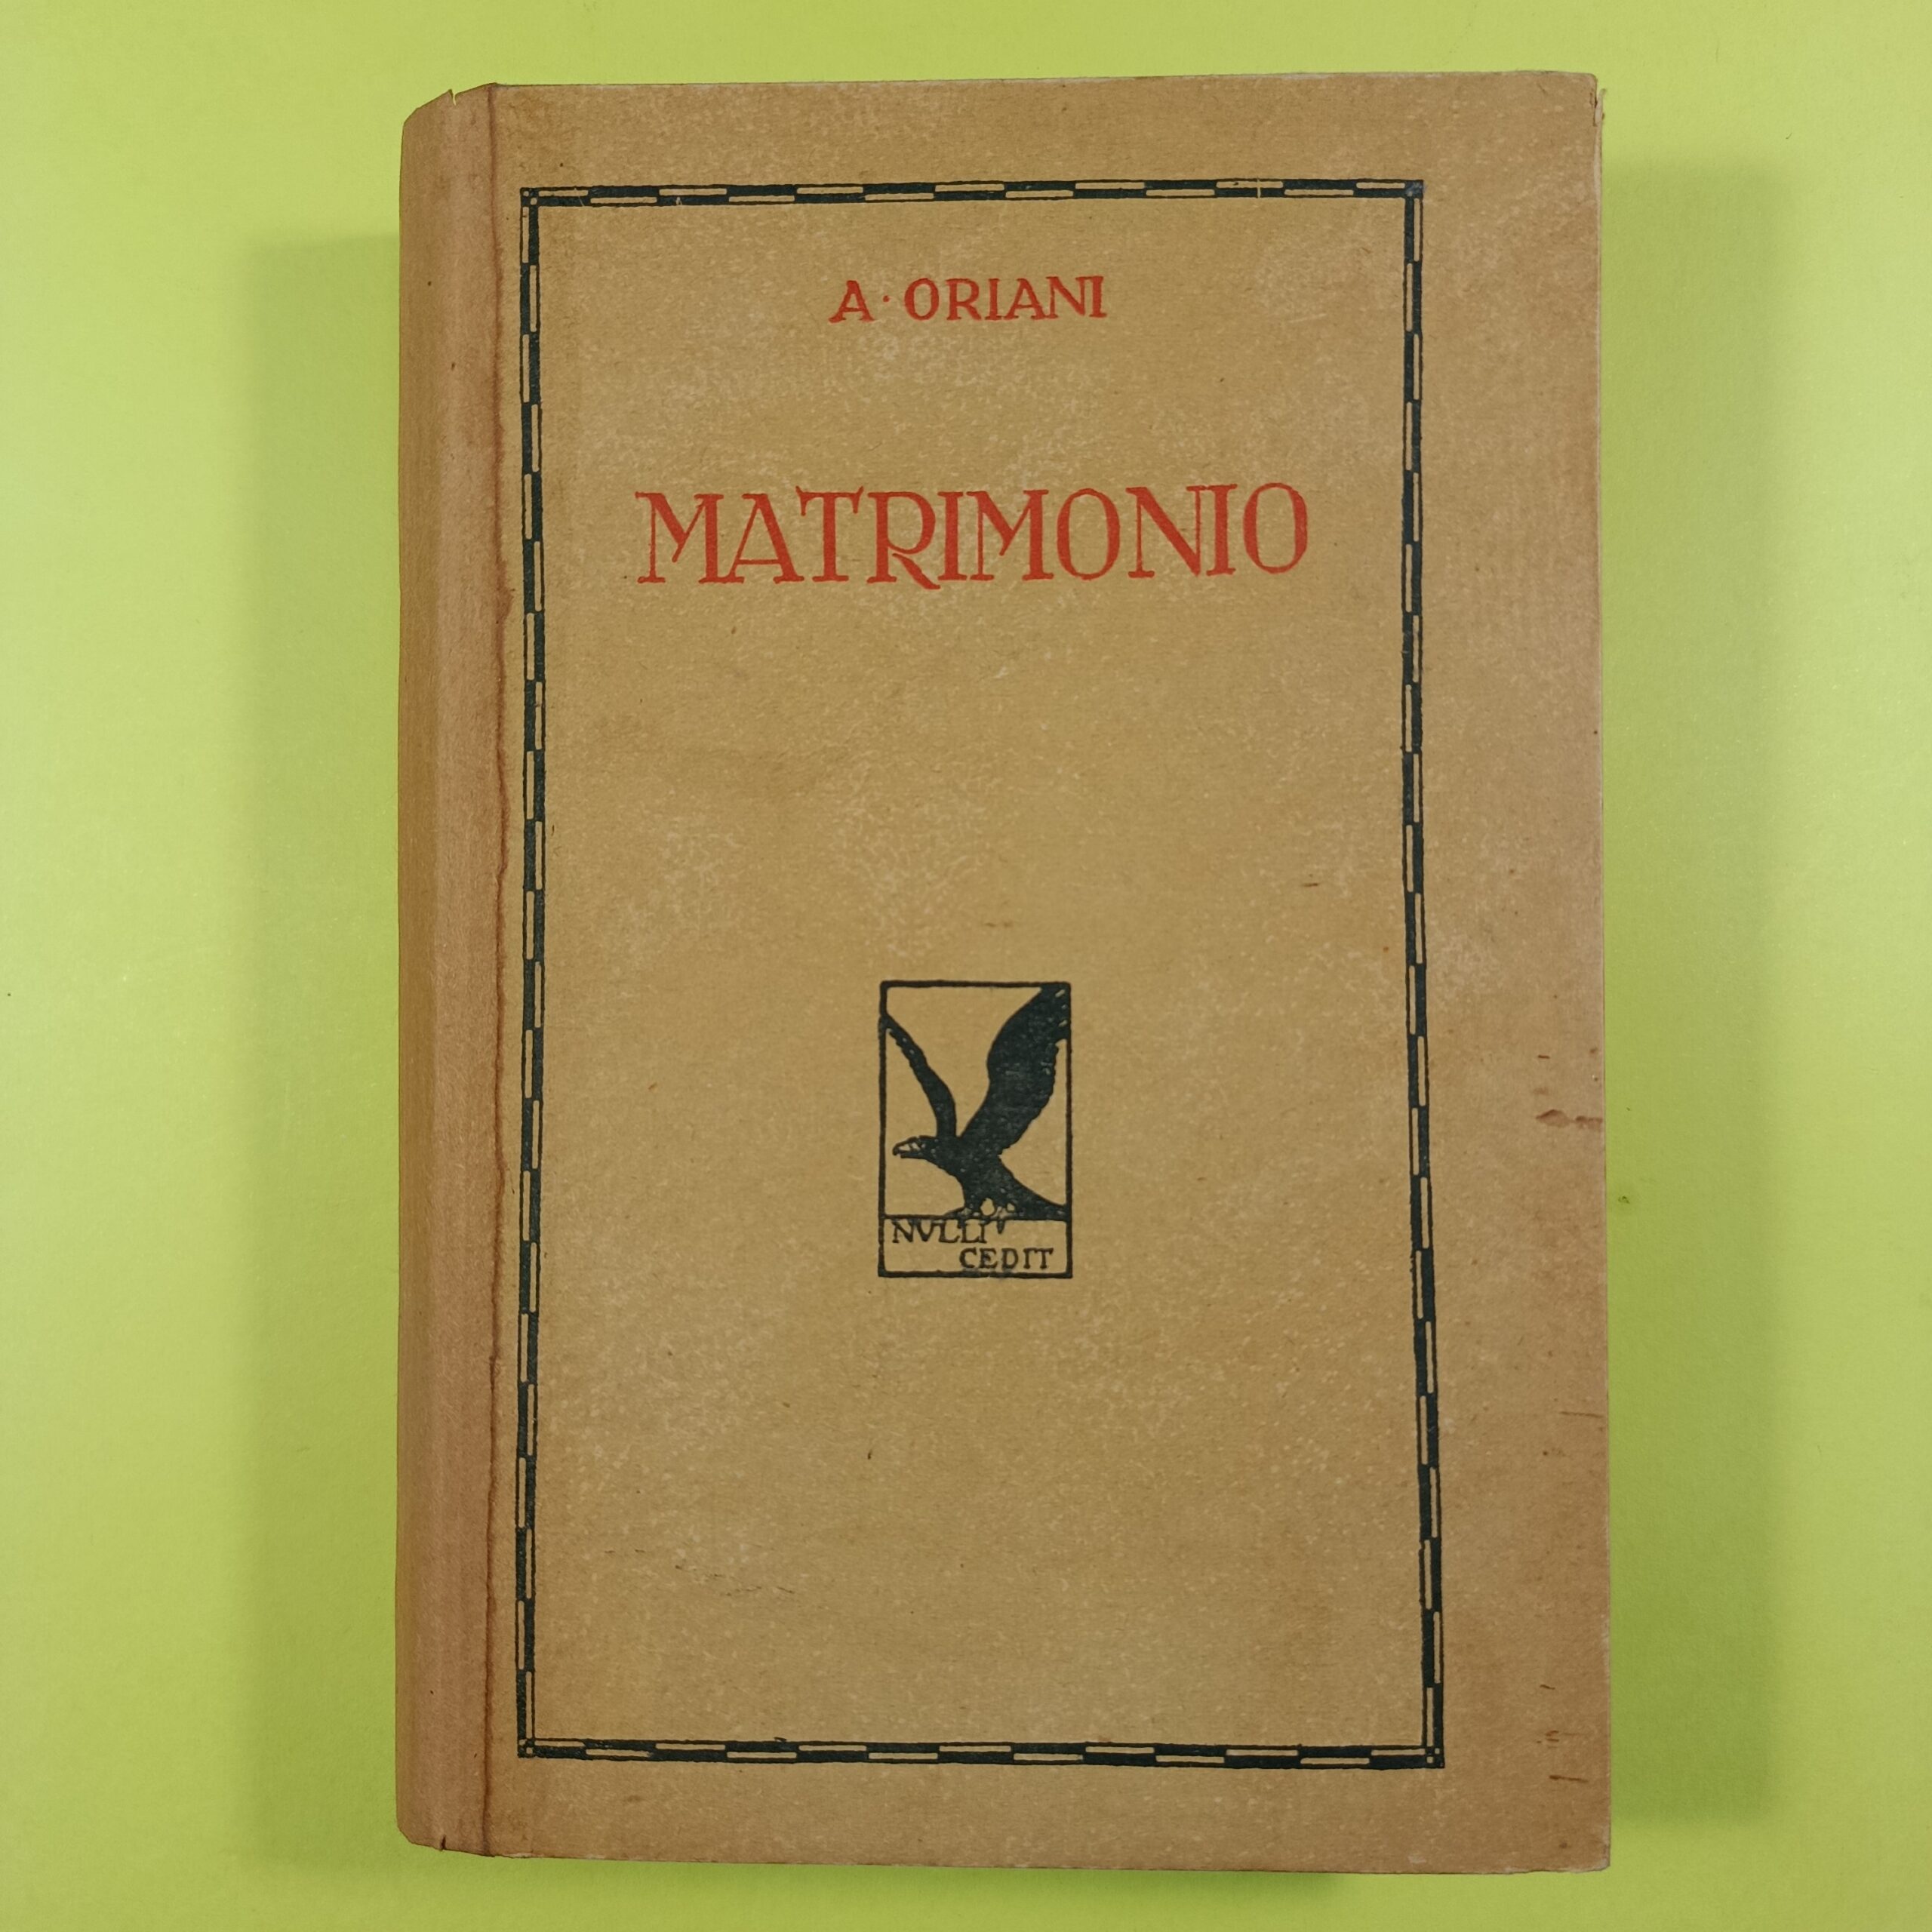 A. ORIANI
MATRIMONIO
NVLLI
CEDIT